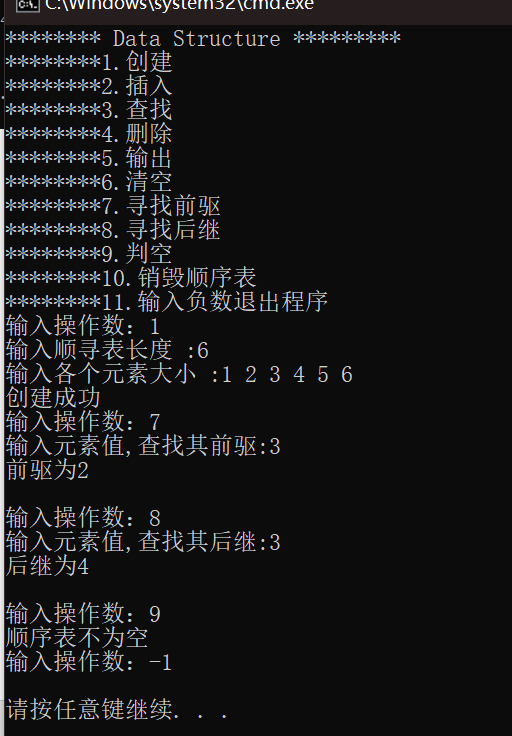 C:\Windows\system32\cmd.exe
******** Data Structure *********
********1.创建
********2.插入
********3.查找
********4.删除
********5.输出
********6.清空
********7.寻找前驱
********8.寻找后继
********9.判空
********10.销毁顺序表
********11.输入负数退出程序
输入操作数：1
输入顺寻表长度 :6
输入各个元素大小 :1 2 3 4 5 6
创建成功
输入操作数：7
输入元素值,查找其前驱:3
前驱为2
输入操作数：8
输入元素值,查找其后继:3
后继为4
输入操作数：9
顺序表不为空
输入操作数：-1
请按任意键继续. . .